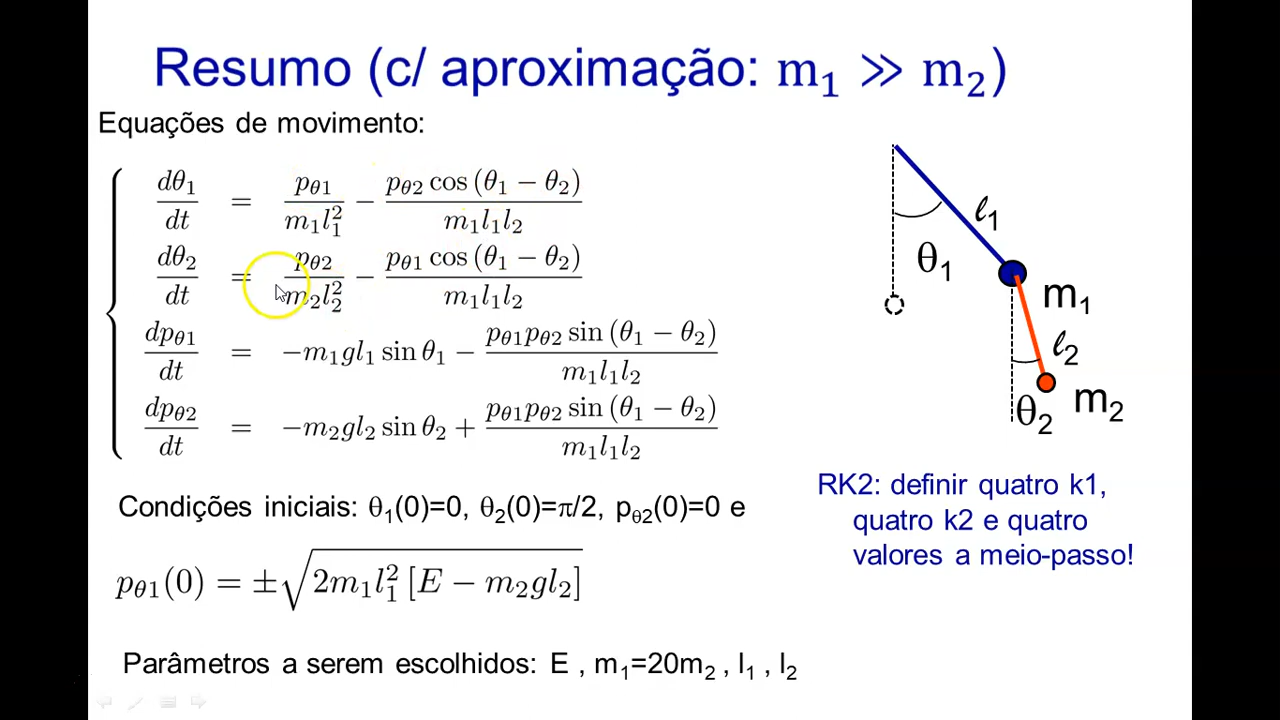 Resumo (c/ aproximação: m₁ ≫ m₂)
Equações de movimento:
dθ₁/dt = p_θ1/(m₁l₁²) − p_θ2 cos (θ₁ − θ₂)/(m₁l₁l₂)
dθ₂/dt = p_θ2/(m₂l₂²) − p_θ1 cos (θ₁ − θ₂)/(m₁l₁l₂)
dp_θ1/dt = −m₁gl₁ sin θ₁ − p_θ1p_θ2 sin (θ₁ − θ₂)/(m₁l₁l₂)
dp_θ2/dt = −m₂gl₂ sin θ₂ + p_θ1p_θ2 sin (θ₁ − θ₂)/(m₁l₁l₂)
Condições iniciais: θ₁(0)=0, θ₂(0)=π/2, p_θ2(0)=0 e
p_θ1(0) = ±√(2m₁l₁² [E − m₂gl₂])
Parâmetros a serem escolhidos: E , m₁=20m₂ , l₁ , l₂
ℓ₁
θ₁
m₁
ℓ₂
θ₂
m₂
RK2: definir quatro k1,
quatro k2 e quatro
valores a meio-passo!